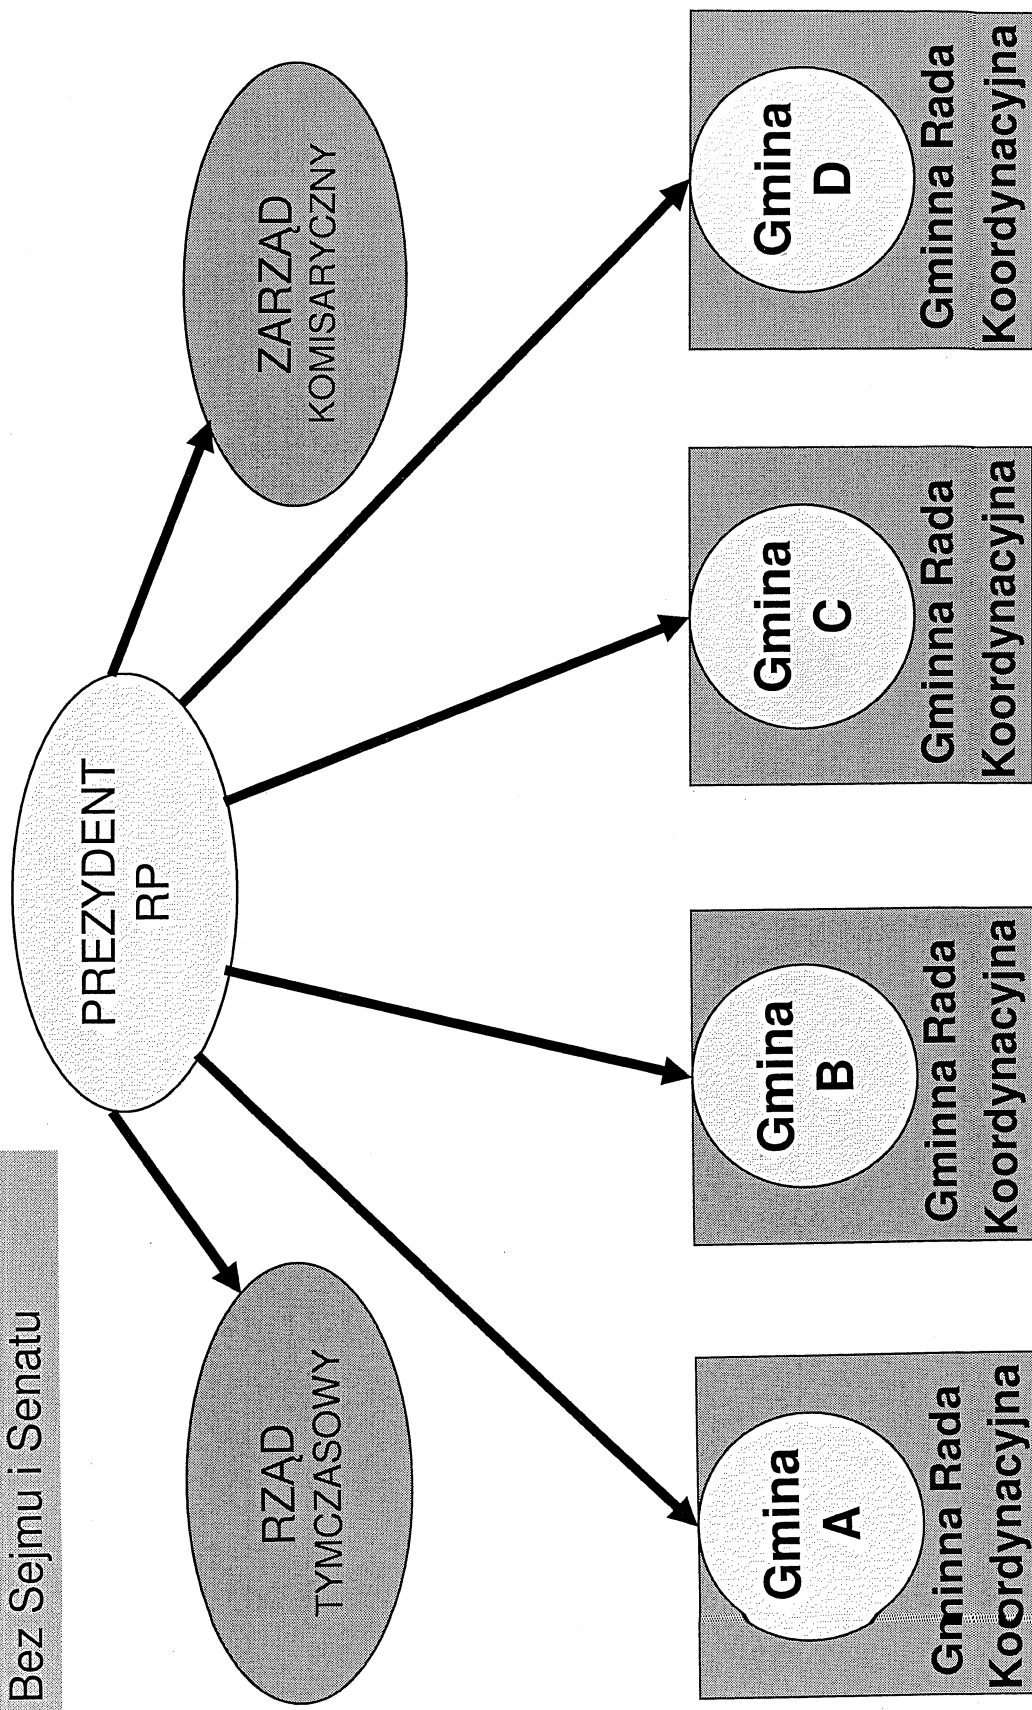 Bez Sejmu i Senatu
PREZYDENT
RP
RZĄD
TYMCZASOWY
ZARZĄD
KOMISARYCZNY
Gmina
A
Gminna Rada
Koordynacyjna
Gmina
B
Gminna Rada
Koordynacyjna
Gmina
C
Gminna Rada
Koordynacyjna
Gmina
D
Gminna Rada
Koordynacyjna